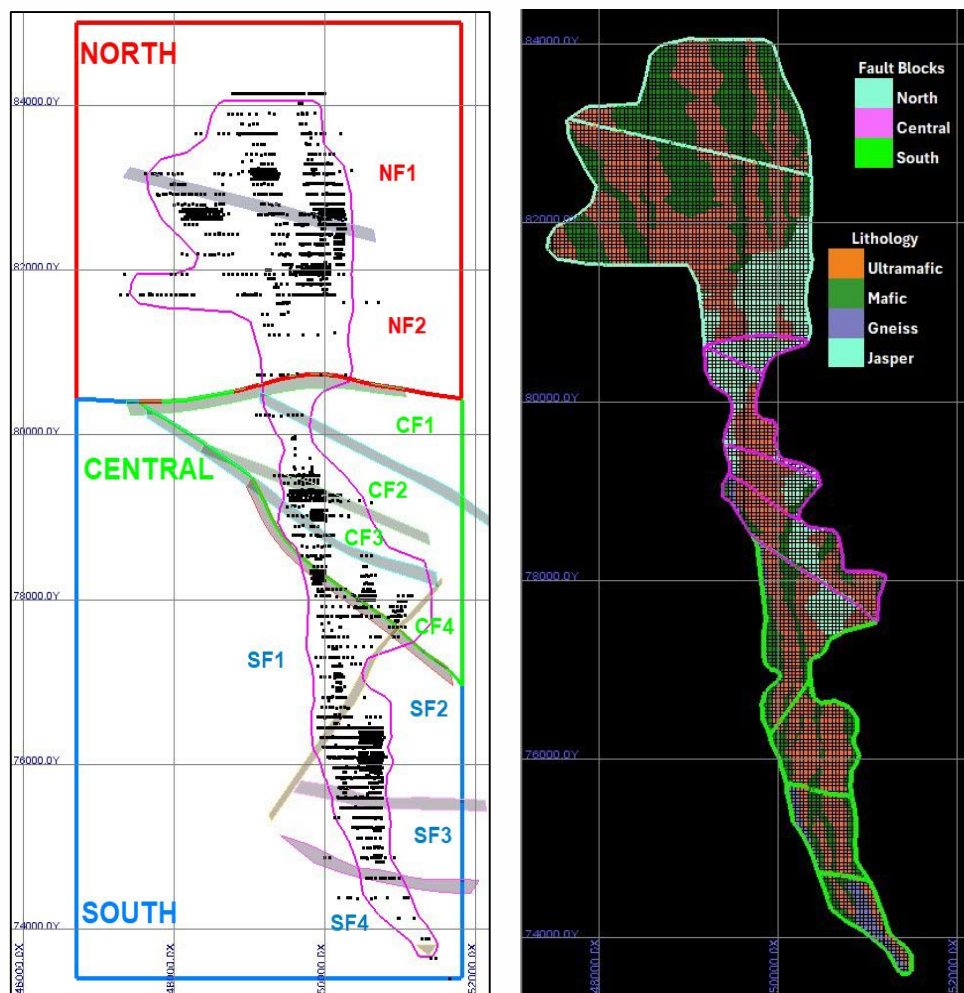 NORTH
84000.0Y
NF1
82000.0Y
NF2
80000.0Y
CF1
CENTRAL
CF2
CF3
78000.0Y
CF4
SF1
SF2
76000.0Y
SF3
SOUTH
SF4
74000.0Y
46000.0X
48000.0X
50000.0X
52000.0X
84000.0Y
Fault Blocks
North
Central
South
82000.0Y
Lithology
Ultramafic
Mafic
Gneiss
Jasper
80000.0Y
78000.0Y
76000.0Y
74000.0Y
48000.0X
50000.0X
52000.0X